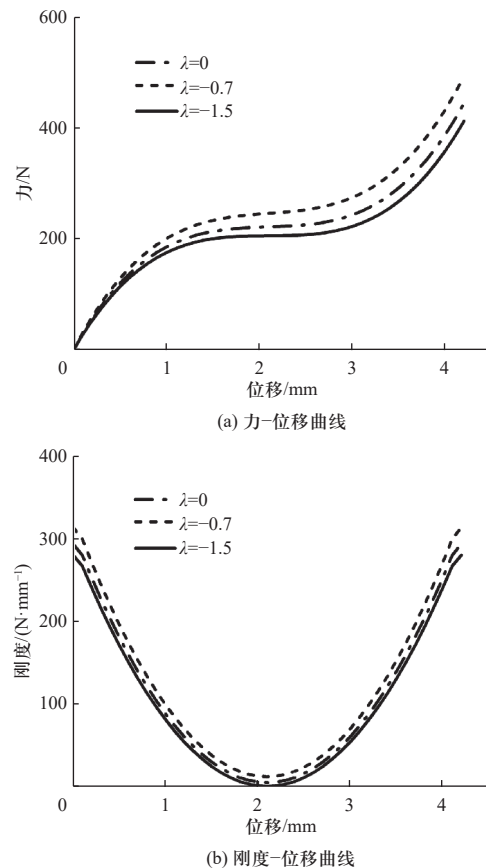 600
400
200
0
力/N
λ=0
λ=−0.7
λ=−1.5
0 1 2 3 4
位移/mm
(a) 力−位移曲线
400
300
200
100
0
刚度/(N·mm⁻¹)
λ=0
λ=−0.7
λ=−1.5
1 2 3 4
位移/mm
(b) 刚度−位移曲线